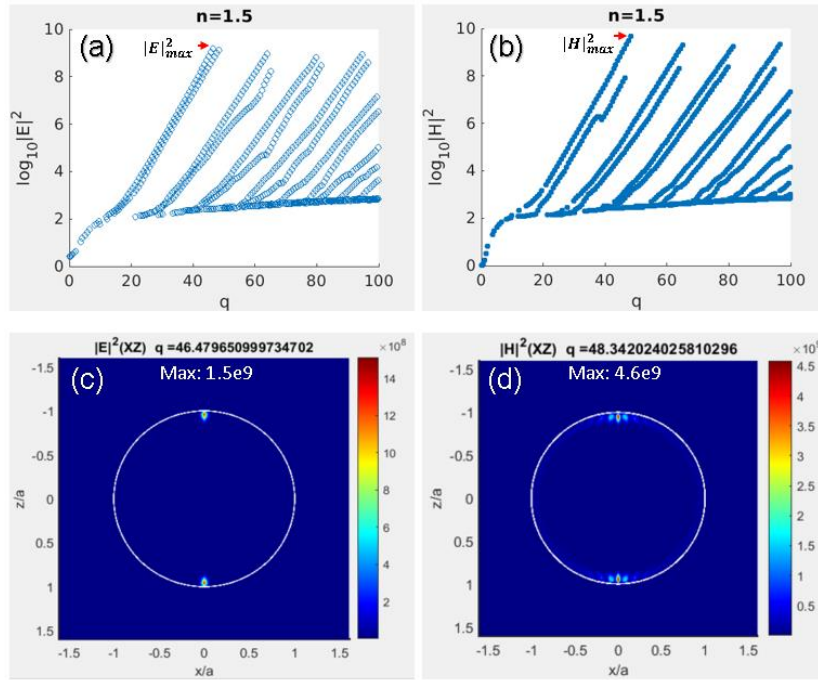 n=1.5
(a)
|E|²max
log₁₀|E|²
10
8
6
4
2
0
0 20 40 60 80 100
q
n=1.5
(b)
|H|²max
log₁₀|H|²
10
8
6
4
2
0
0 20 40 60 80 100
q
|E|²(XZ) q =46.479650999734702
(c)
Max: 1.5e9
×10⁸
14
12
10
8
6
4
2
-1.5
-1
-0.5
0
0.5
1
1.5
z/a
-1.5 -1 -0.5 0 0.5 1 1.5
x/a
|H|²(XZ) q =48.342024025810296
(d)
Max: 4.6e9
4.5
4
3.5
3
2.5
2
1.5
1
0.5
-1.5
-1
-0.5
0
0.5
1
1.5
z/a
-1.5 -1 -0.5 0 0.5 1 1.5
x/a